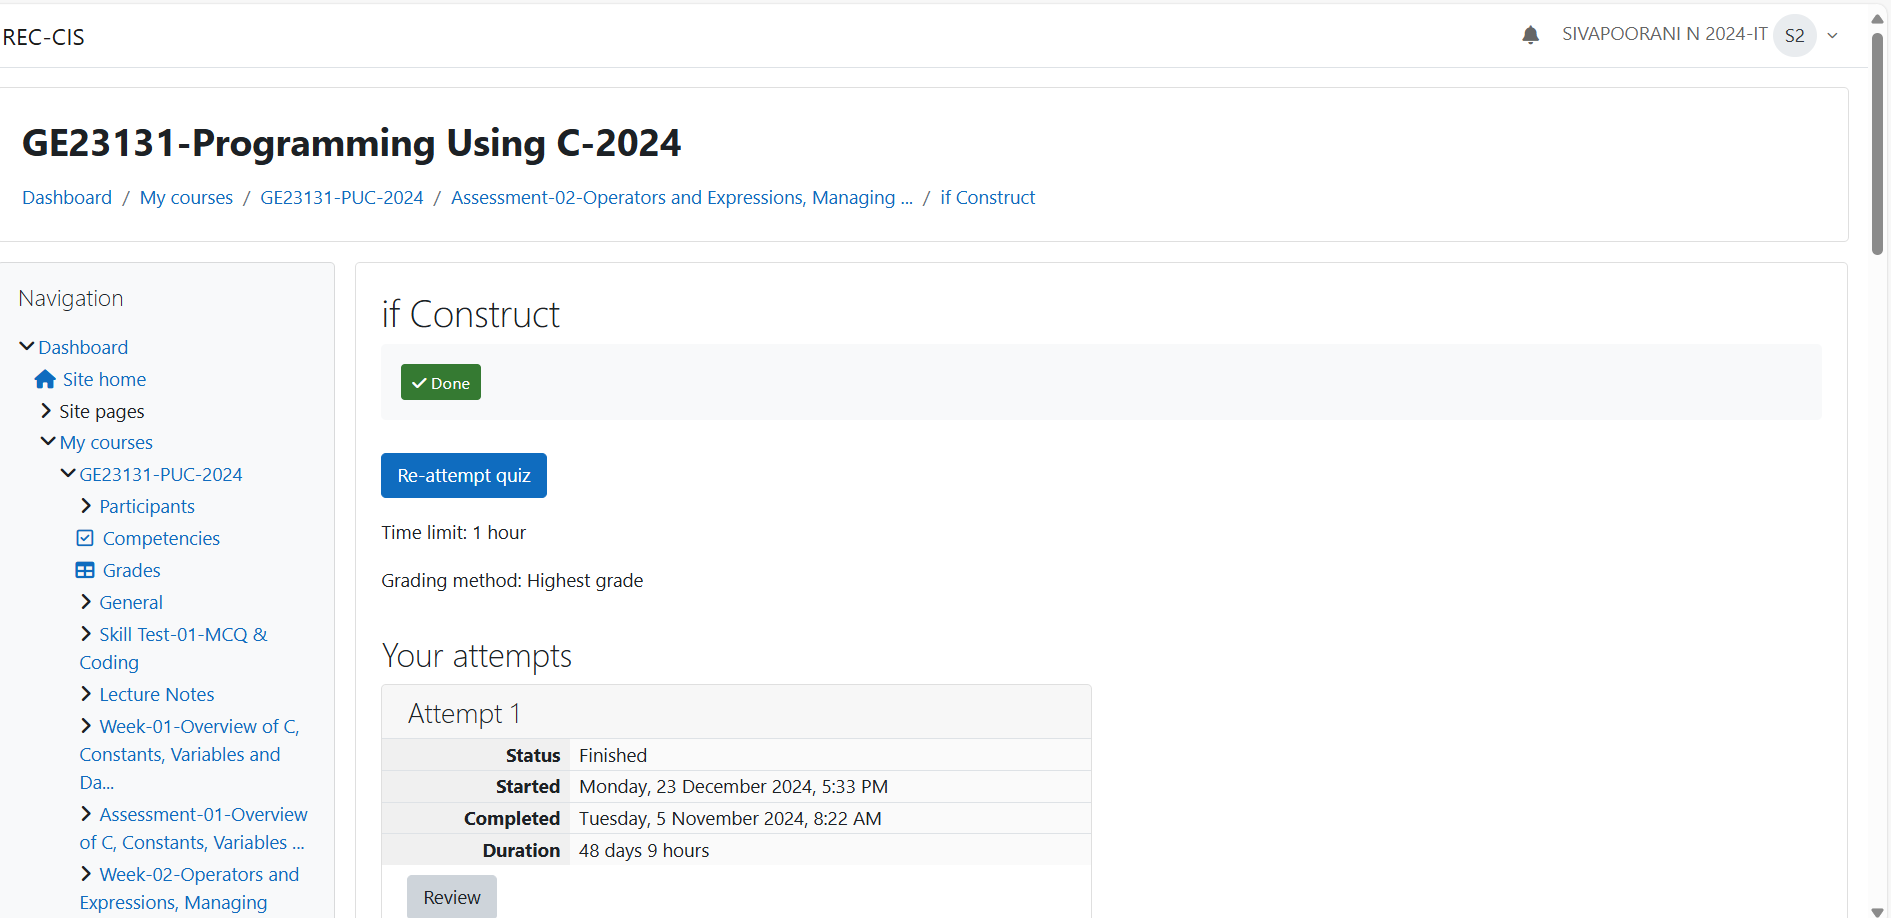 REC-CIS
SIVAPOORANI N 2024-IT S2
GE23131-Programming Using C-2024
Dashboard / My courses / GE23131-PUC-2024 / Assessment-02-Operators and Expressions, Managing ... / if Construct
Navigation
Dashboard
Site home
Site pages
My courses
GE23131-PUC-2024
Participants
Competencies
Grades
General
Skill Test-01-MCQ &
Coding
Lecture Notes
Week-01-Overview of C,
Constants, Variables and
Da...
Assessment-01-Overview
of C, Constants, Variables ...
Week-02-Operators and
Expressions, Managing
if Construct
Done
Re-attempt quiz
Time limit: 1 hour
Grading method: Highest grade
Your attempts
Attempt 1
Status Finished
Started Monday, 23 December 2024, 5:33 PM
Completed Tuesday, 5 November 2024, 8:22 AM
Duration 48 days 9 hours
Review